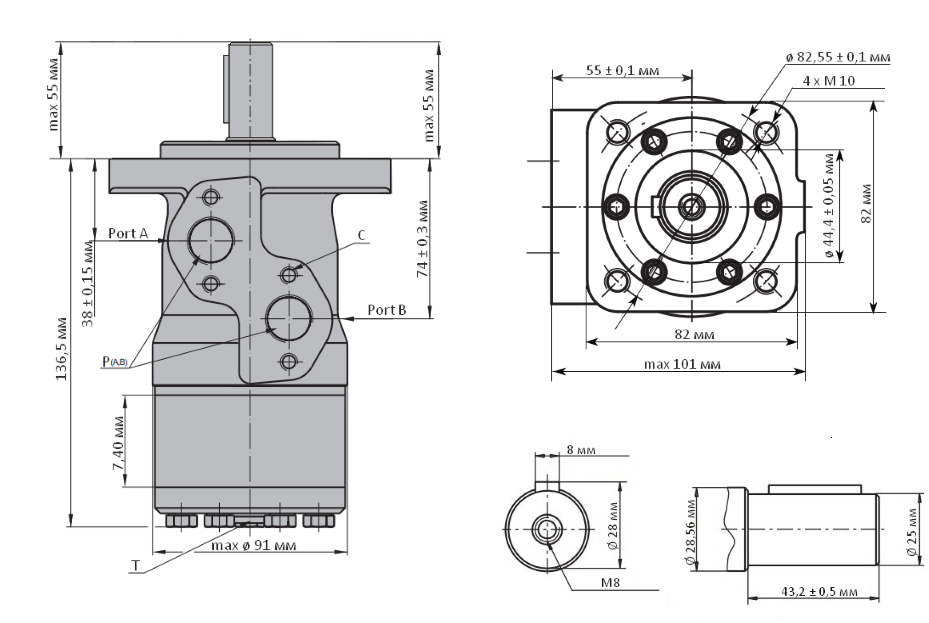 max 55 мм
max 55 мм
Port A
C
38 ± 0,15 мм
74 ± 0,3 мм
Port B
136,5 мм
P(A,B)
7,40 мм
max ø 91 мм
T
55 ± 0,1 мм
ø 82,55 ± 0,1 мм
4 x M 10
ø 44,4 ± 0,05 мм
82 мм
82 мм
max 101 мм
8 мм
Ø 28 мм
M8
Ø 28,56 мм
Ø 25 мм
43,2 ± 0,5 мм